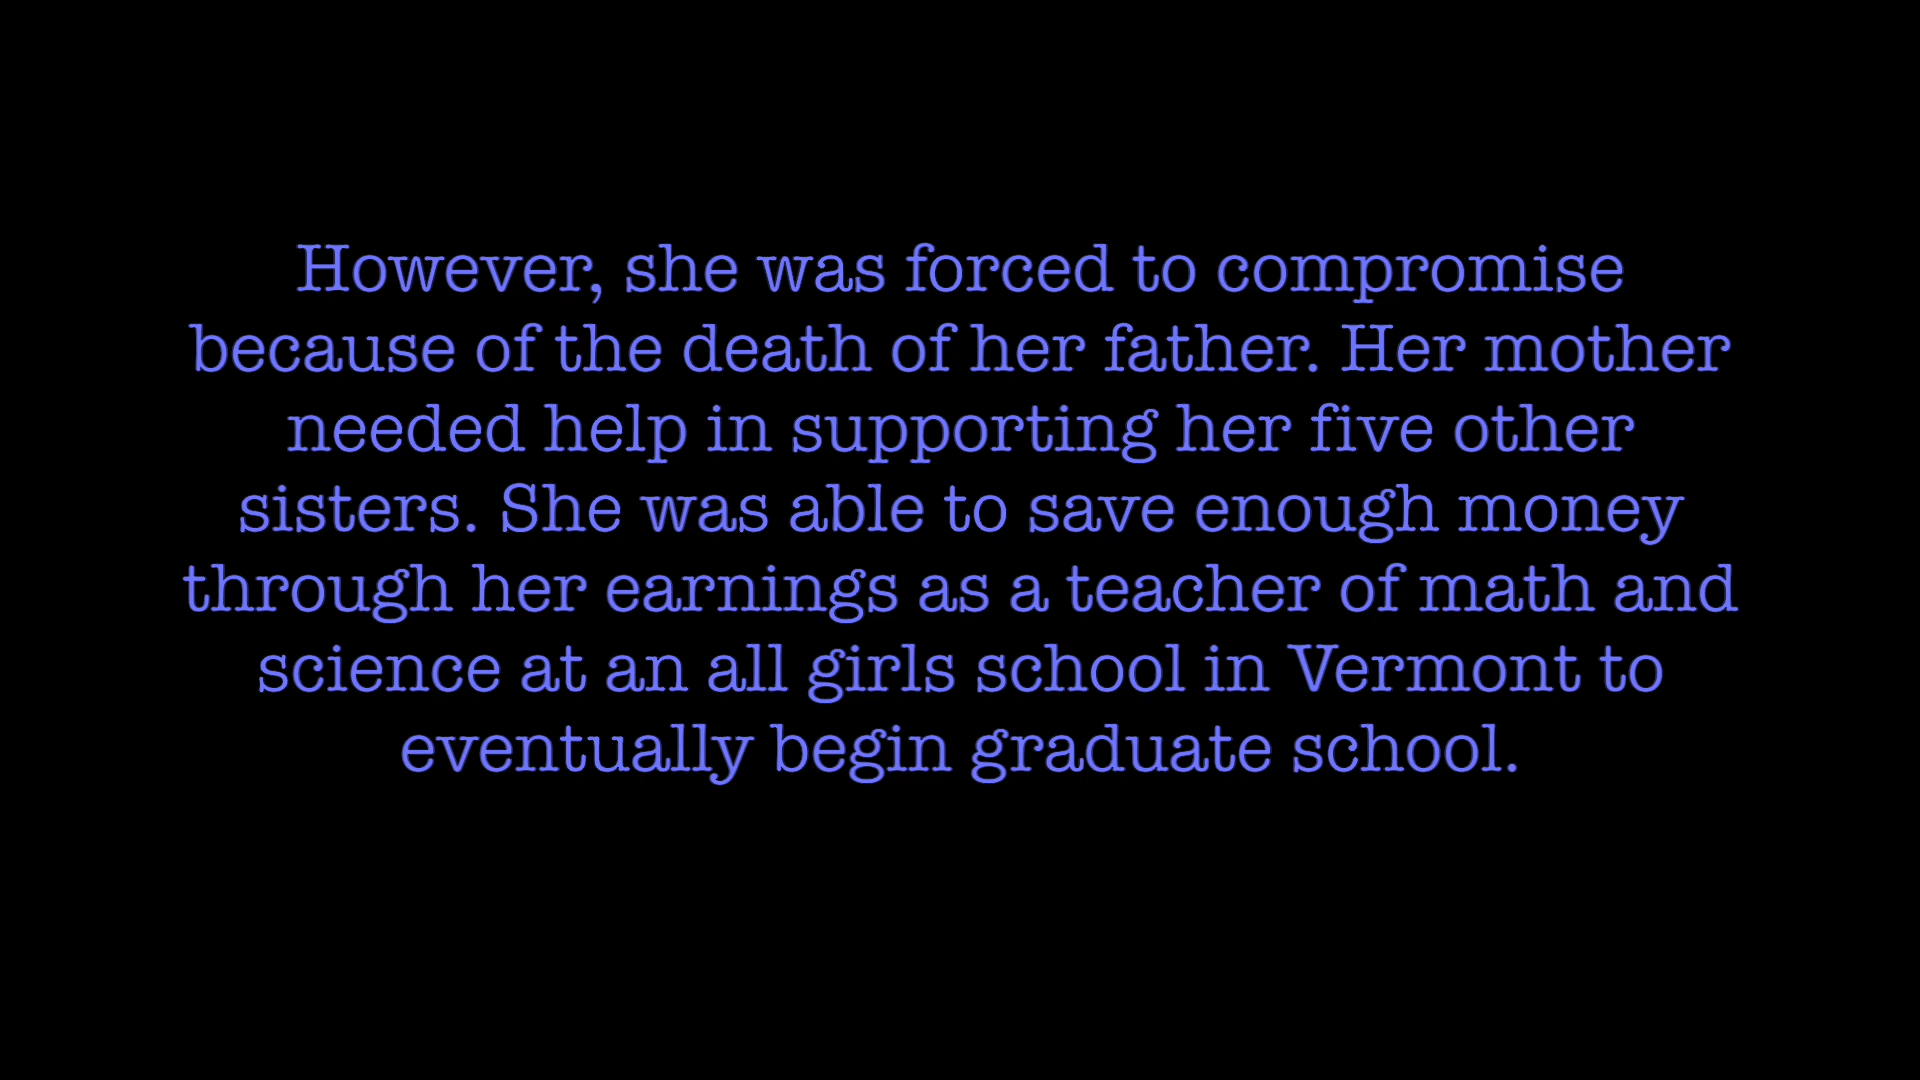 However, she was forced to compromise
because of the death of her father. Her mother
needed help in supporting her five other
sisters. She was able to save enough money
through her earnings as a teacher of math and
science at an all girls school in Vermont to
eventually begin graduate school.